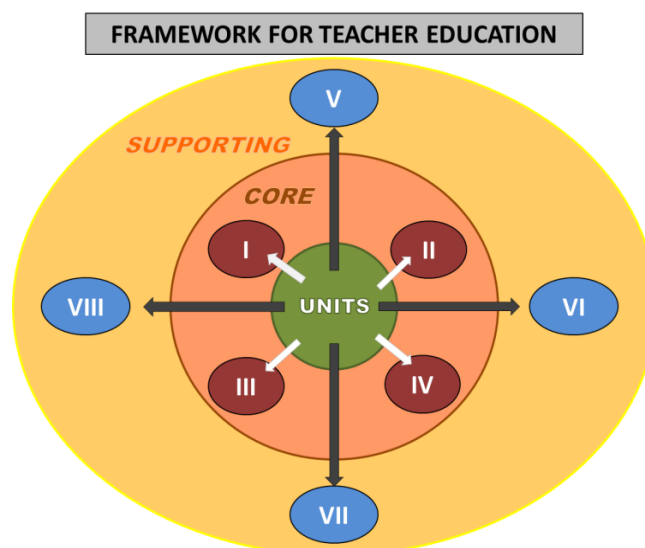 FRAMEWORK FOR TEACHER EDUCATION
V
SUPPORTING
CORE
I
II
VIII
UNITS
VI
III
IV
VII